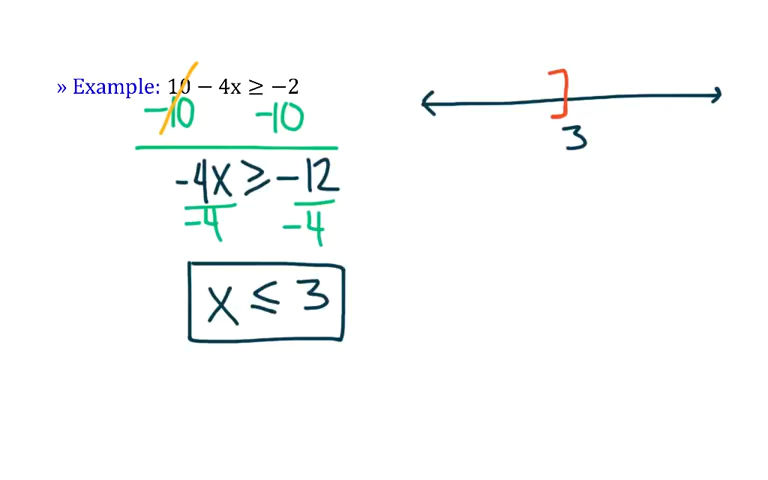 » Example: 10 − 4x ≥ −2
-10 -10
-4x ≥ -12
-4 -4
x ≤ 3
]
3